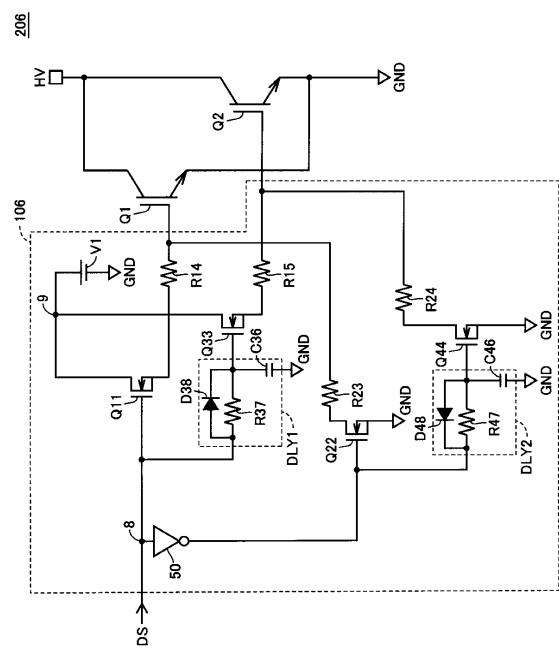 206
HV
GND
Q2
Q1
106
V1
GND
9
R14
R15
Q11
Q33
C36
GND
D38
R37
DLY1
R24
R23
Q44
C46
GND
GND
Q22
GND
D48
R47
DLY2
8
50
DS